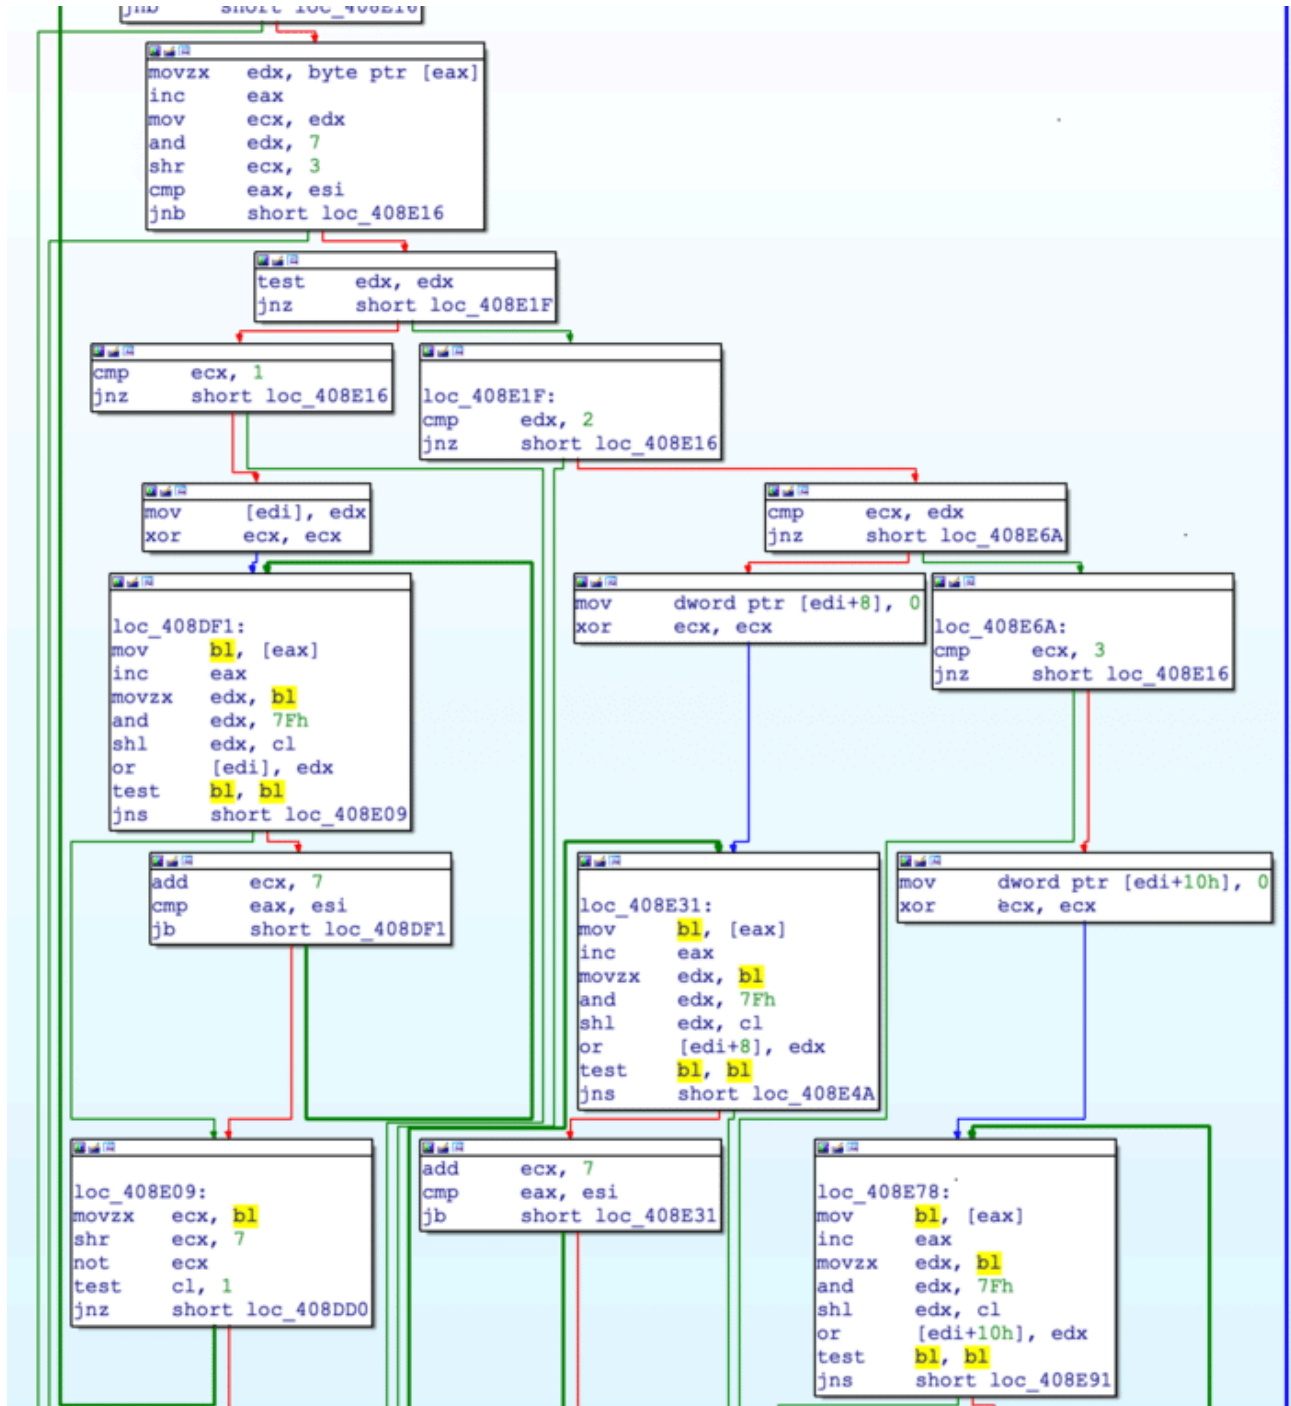 jnb short loc_408E16
movzx edx, byte ptr [eax]
inc eax
mov ecx, edx
and edx, 7
shr ecx, 3
cmp eax, esi
jnb short loc_408E16
test edx, edx
jnz short loc_408E1F
cmp ecx, 1
jnz short loc_408E16
loc_408E1F:
cmp edx, 2
jnz short loc_408E16
mov [edi], edx
xor ecx, ecx
cmp ecx, edx
jnz short loc_408E6A
loc_408DF1:
mov bl, [eax]
inc eax
movzx edx, bl
and edx, 7Fh
shl edx, cl
or [edi], edx
test bl, bl
jns short loc_408E09
mov dword ptr [edi+8], 0
xor ecx, ecx
loc_408E6A:
cmp ecx, 3
jnz short loc_408E16
add ecx, 7
cmp eax, esi
jb short loc_408DF1
loc_408E31:
mov bl, [eax]
inc eax
movzx edx, bl
and edx, 7Fh
shl edx, cl
or [edi+8], edx
test bl, bl
jns short loc_408E4A
mov dword ptr [edi+10h], 0
xor ecx, ecx
loc_408E09:
movzx ecx, bl
shr ecx, 7
not ecx
test cl, 1
jnz short loc_408DD0
add ecx, 7
cmp eax, esi
jb short loc_408E31
loc_408E78:
mov bl, [eax]
inc eax
movzx edx, bl
and edx, 7Fh
shl edx, cl
or [edi+10h], edx
test bl, bl
jns short loc_408E91